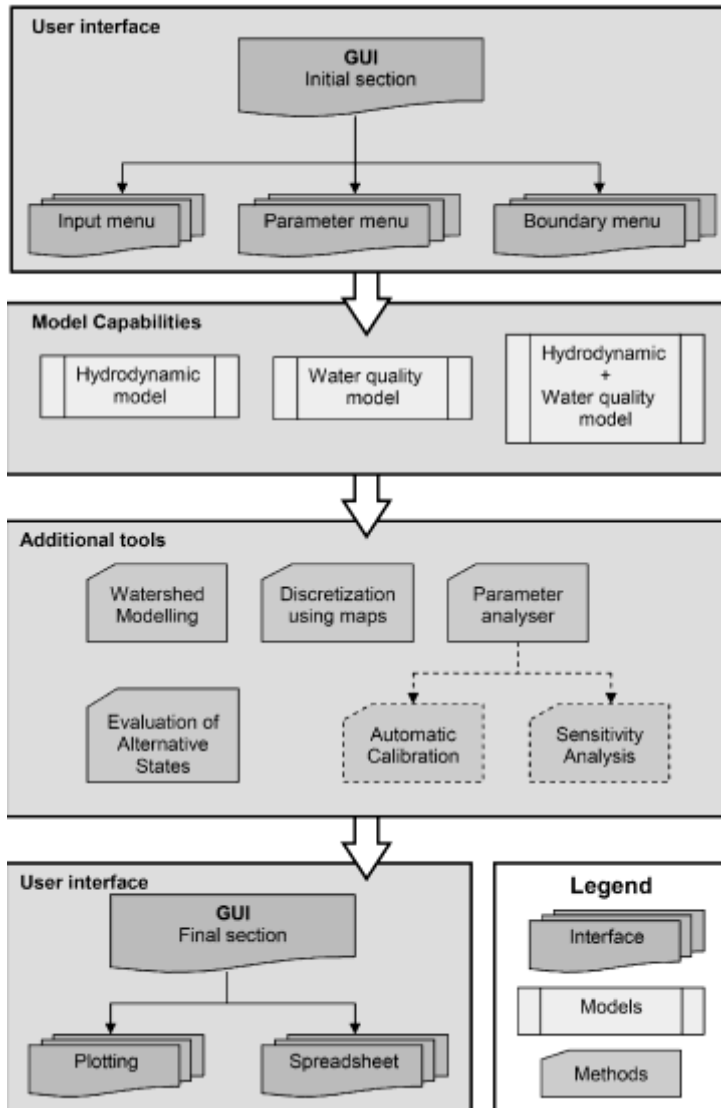 User interface
GUI
Initial section
Input menu
Parameter menu
Boundary menu
Model Capabilities
Hydrodynamic
model
Water quality
model
Hydrodynamic
+
Water quality
model
Additional tools
Watershed
Modelling
Discretization
using maps
Parameter
analyser
Evaluation of
Alternative
States
Automatic
Calibration
Sensitivity
Analysis
User interface
GUI
Final section
Plotting
Spreadsheet
Legend
Interface
Models
Methods